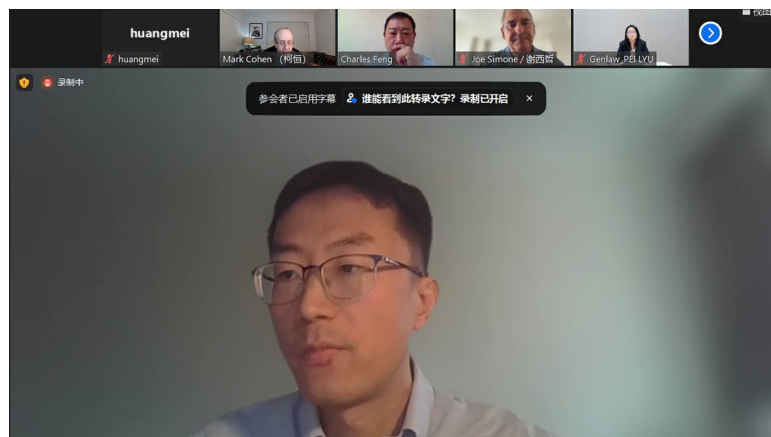 视图
huangmei
huangmei
Mark Cohen （柯恒）
Charles Feng
Joe Simone / 谢西哲
Genlaw_PEI LYU
录制中
参会者已启用字幕 谁能看到此转录文字？录制已开启 ×